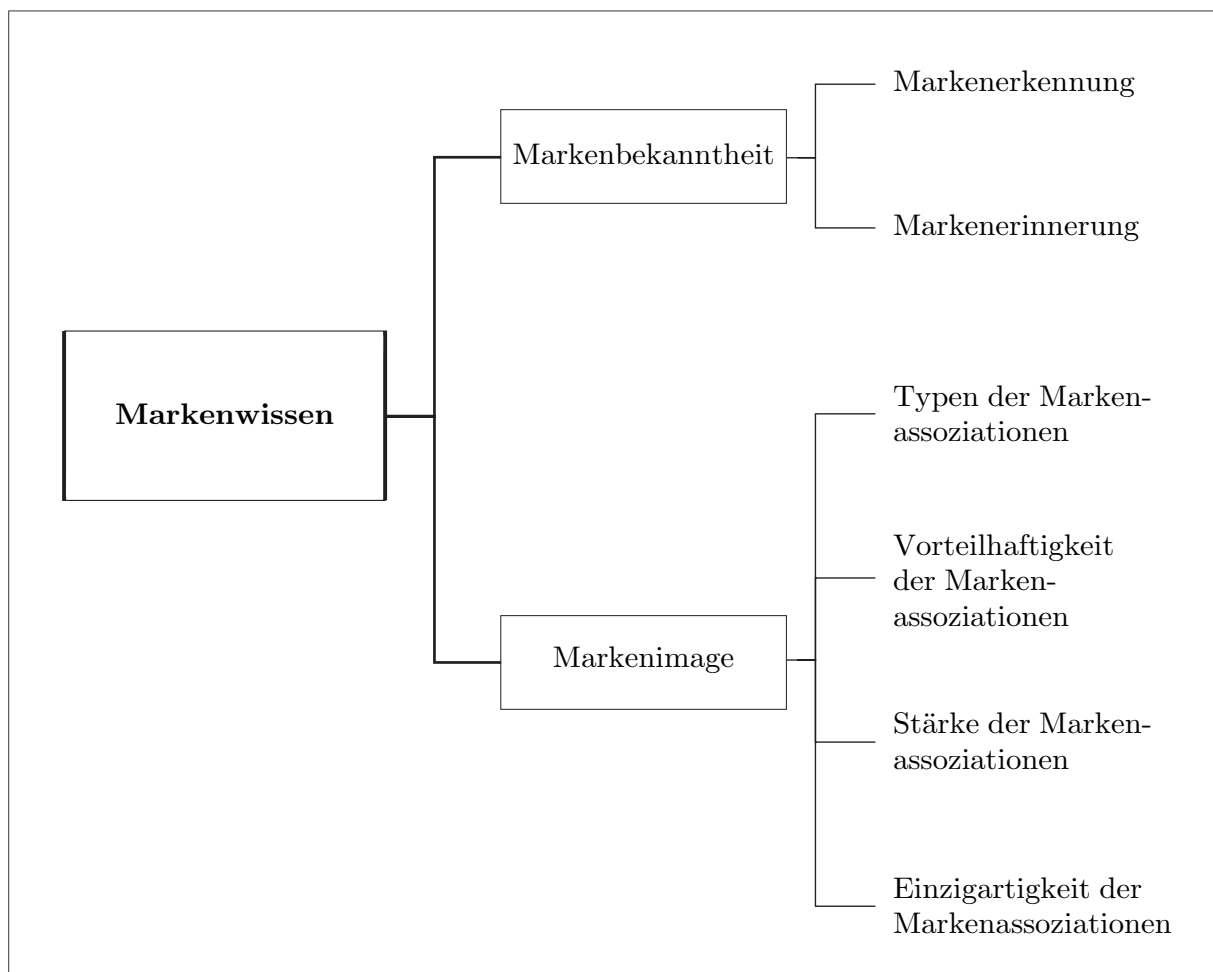 Markenerkennung
Markenbekanntheit
Markenerinnerung
Markenwissen
Typen der Marken-
assoziationen
Vorteilhaftigkeit
der Marken-
assoziationen
Markenimage
Stärke der Marken-
assoziationen
Einzigartigkeit der
Markenassoziationen